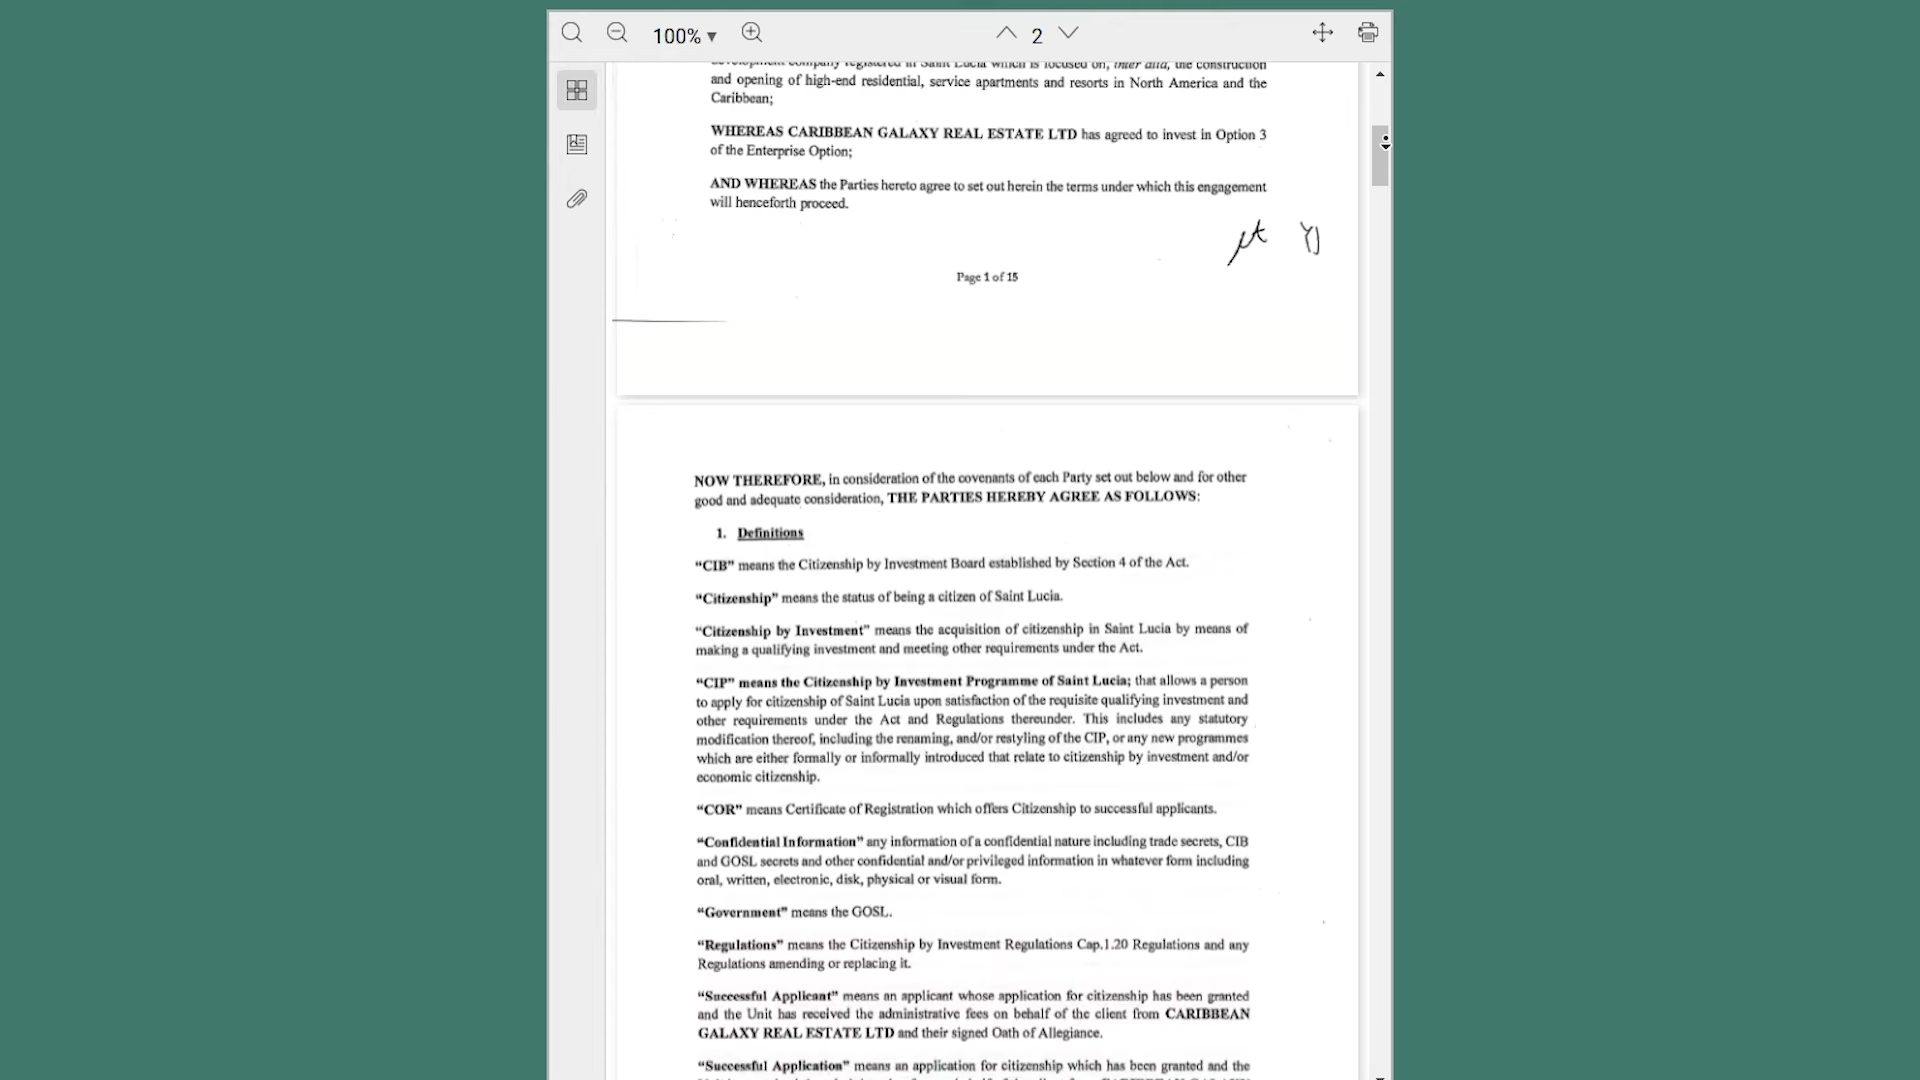 100% ▾
2
development company registered in Saint Lucia which is focused on, inter alia, the construction
and opening of high-end residential, service apartments and resorts in North America and the
Caribbean;
WHEREAS CARIBBEAN GALAXY REAL ESTATE LTD has agreed to invest in Option 3
of the Enterprise Option;
AND WHEREAS the Parties hereto agree to set out herein the terms under which this engagement
will henceforth proceed.
Page 1 of 15
NOW THEREFORE, in consideration of the covenants of each Party set out below and for other
good and adequate consideration, THE PARTIES HEREBY AGREE AS FOLLOWS:
1. Definitions
“CIB” means the Citizenship by Investment Board established by Section 4 of the Act.
“Citizenship” means the status of being a citizen of Saint Lucia.
“Citizenship by Investment” means the acquisition of citizenship in Saint Lucia by means of
making a qualifying investment and meeting other requirements under the Act.
“CIP” means the Citizenship by Investment Programme of Saint Lucia; that allows a person
to apply for citizenship of Saint Lucia upon satisfaction of the requisite qualifying investment and
other requirements under the Act and Regulations thereunder. This includes any statutory
modification thereof, including the renaming, and/or restyling of the CIP, or any new programmes
which are either formally or informally introduced that relate to citizenship by investment and/or
economic citizenship.
“COR” means Certificate of Registration which offers Citizenship to successful applicants.
“Confidential Information” any information of a confidential nature including trade secrets, CIB
and GOSL secrets and other confidential and/or privileged information in whatever form including
oral, written, electronic, disk, physical or visual form.
“Government” means the GOSL.
“Regulations” means the Citizenship by Investment Regulations Cap.1.20 Regulations and any
Regulations amending or replacing it.
“Successful Applicant” means an applicant whose application for citizenship has been granted
and the Unit has received the administrative fees on behalf of the client from CARIBBEAN
GALAXY REAL ESTATE LTD and their signed Oath of Allegiance.
“Successful Application” means an application for citizenship which has been granted and the